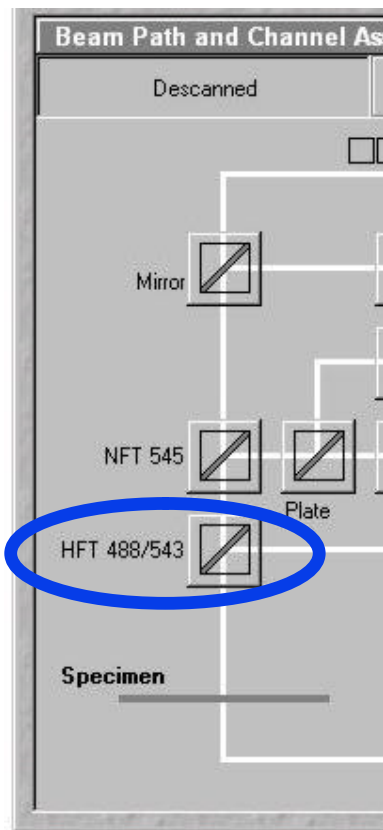 Beam Path and Channel As
Descanned
Mirror
NFT 545
Plate
HFT 488/543
Specimen